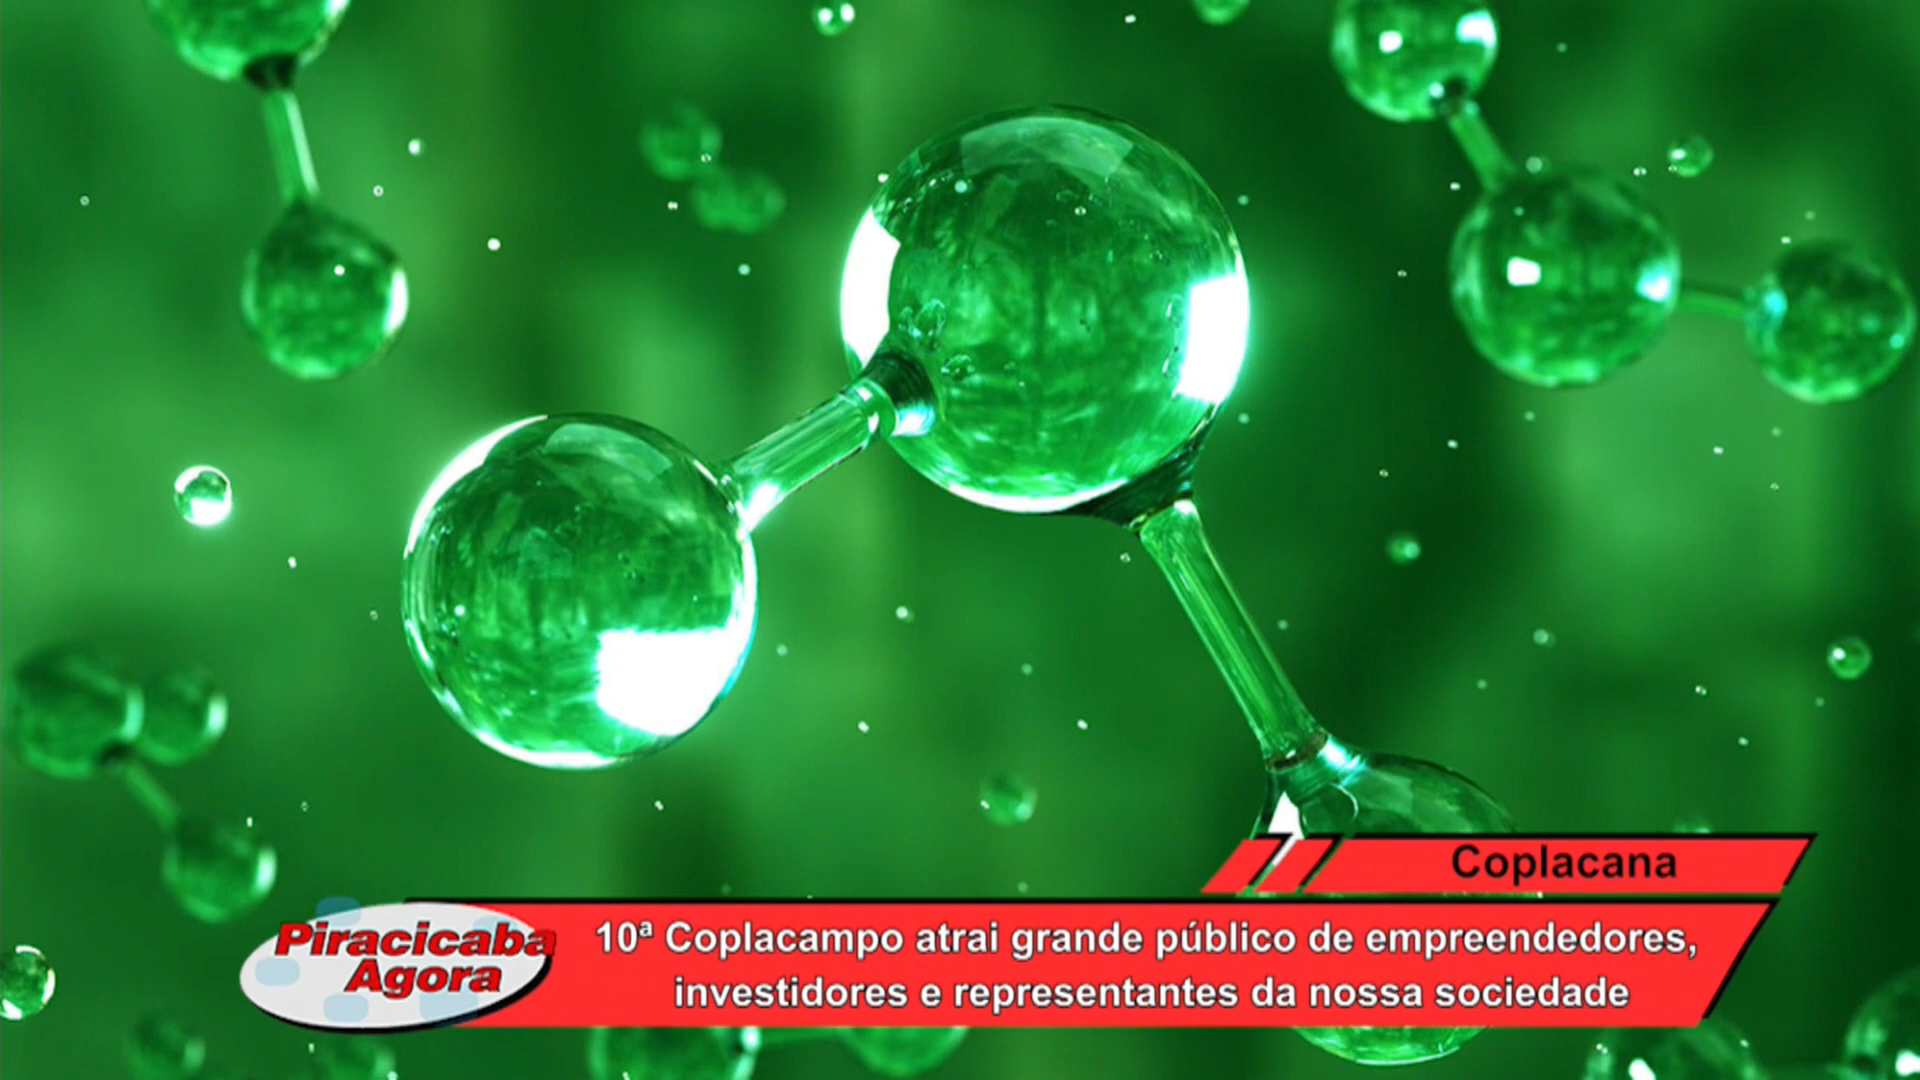 Coplacana
Piracicaba
Agora
10ª Coplacampo atrai grande público de empreendedores,
investidores e representantes da nossa sociedade